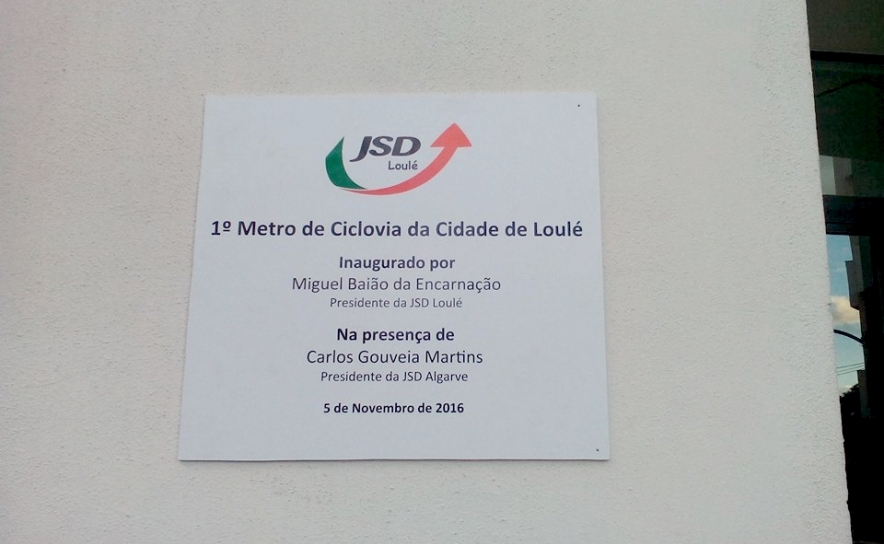 JSD
Loulé
1º Metro de Ciclovia da Cidade de Loulé
Inaugurado por
Miguel Baião da Encarnação
Presidente da JSD Loulé
Na presença de
Carlos Gouveia Martins
Presidente da JSD Algarve
5 de Novembro de 2016